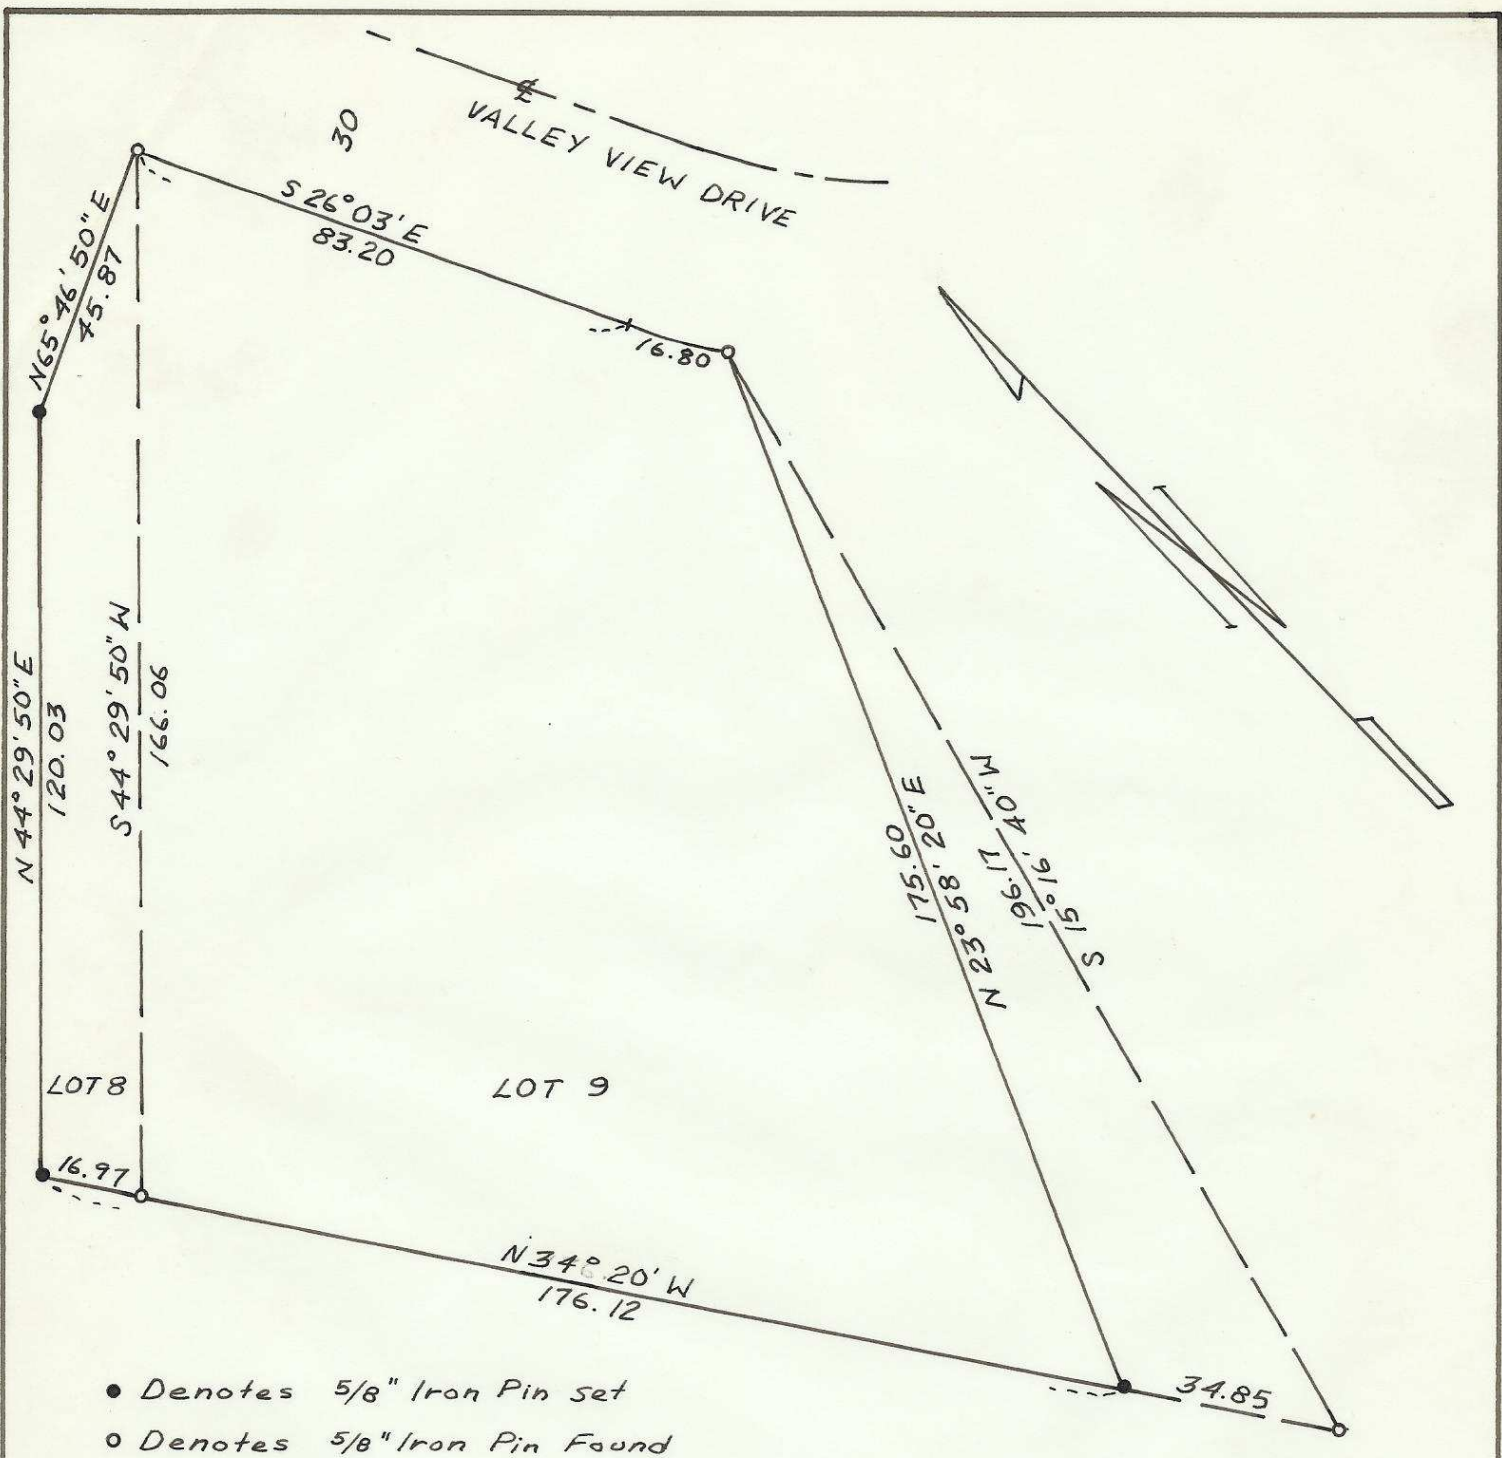 ℄
VALLEY VIEW DRIVE
30
S 26°03'E
83.20
16.80
N65°46'50"E
45.87
N 44°29'50"E
120.03
S 44°29'50"W
166.06
175.60
N 23°58'20"E
196.17
S 15°16'40"W
LOT 8
LOT 9
16.97
N 34°20'W
176.12
34.85
● Denotes 5/8" Iron Pin set
○ Denotes 5/8" Iron Pin Found
N